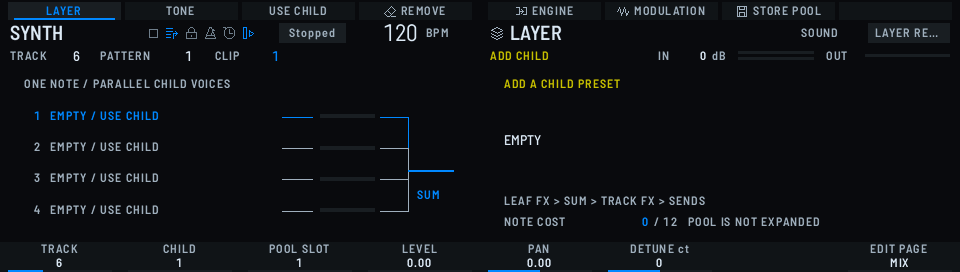 LAYER TONE USE CHILD REMOVE ENGINE MODULATION STORE POOL
SYNTH Stopped 120 BPM LAYER SOUND LAYER RE...
TRACK 6 PATTERN 1 CLIP 1 ADD CHILD IN 0 dB OUT
ONE NOTE / PARALLEL CHILD VOICES ADD A CHILD PRESET
1 EMPTY / USE CHILD
EMPTY
2 EMPTY / USE CHILD
3 EMPTY / USE CHILD
SUM
LEAF FX > SUM > TRACK FX > SENDS
4 EMPTY / USE CHILD
NOTE COST 0 / 12 POOL IS NOT EXPANDED
TRACK CHILD POOL SLOT LEVEL PAN DETUNE ct EDIT PAGE
6 1 1 0.00 0.00 0 MIX